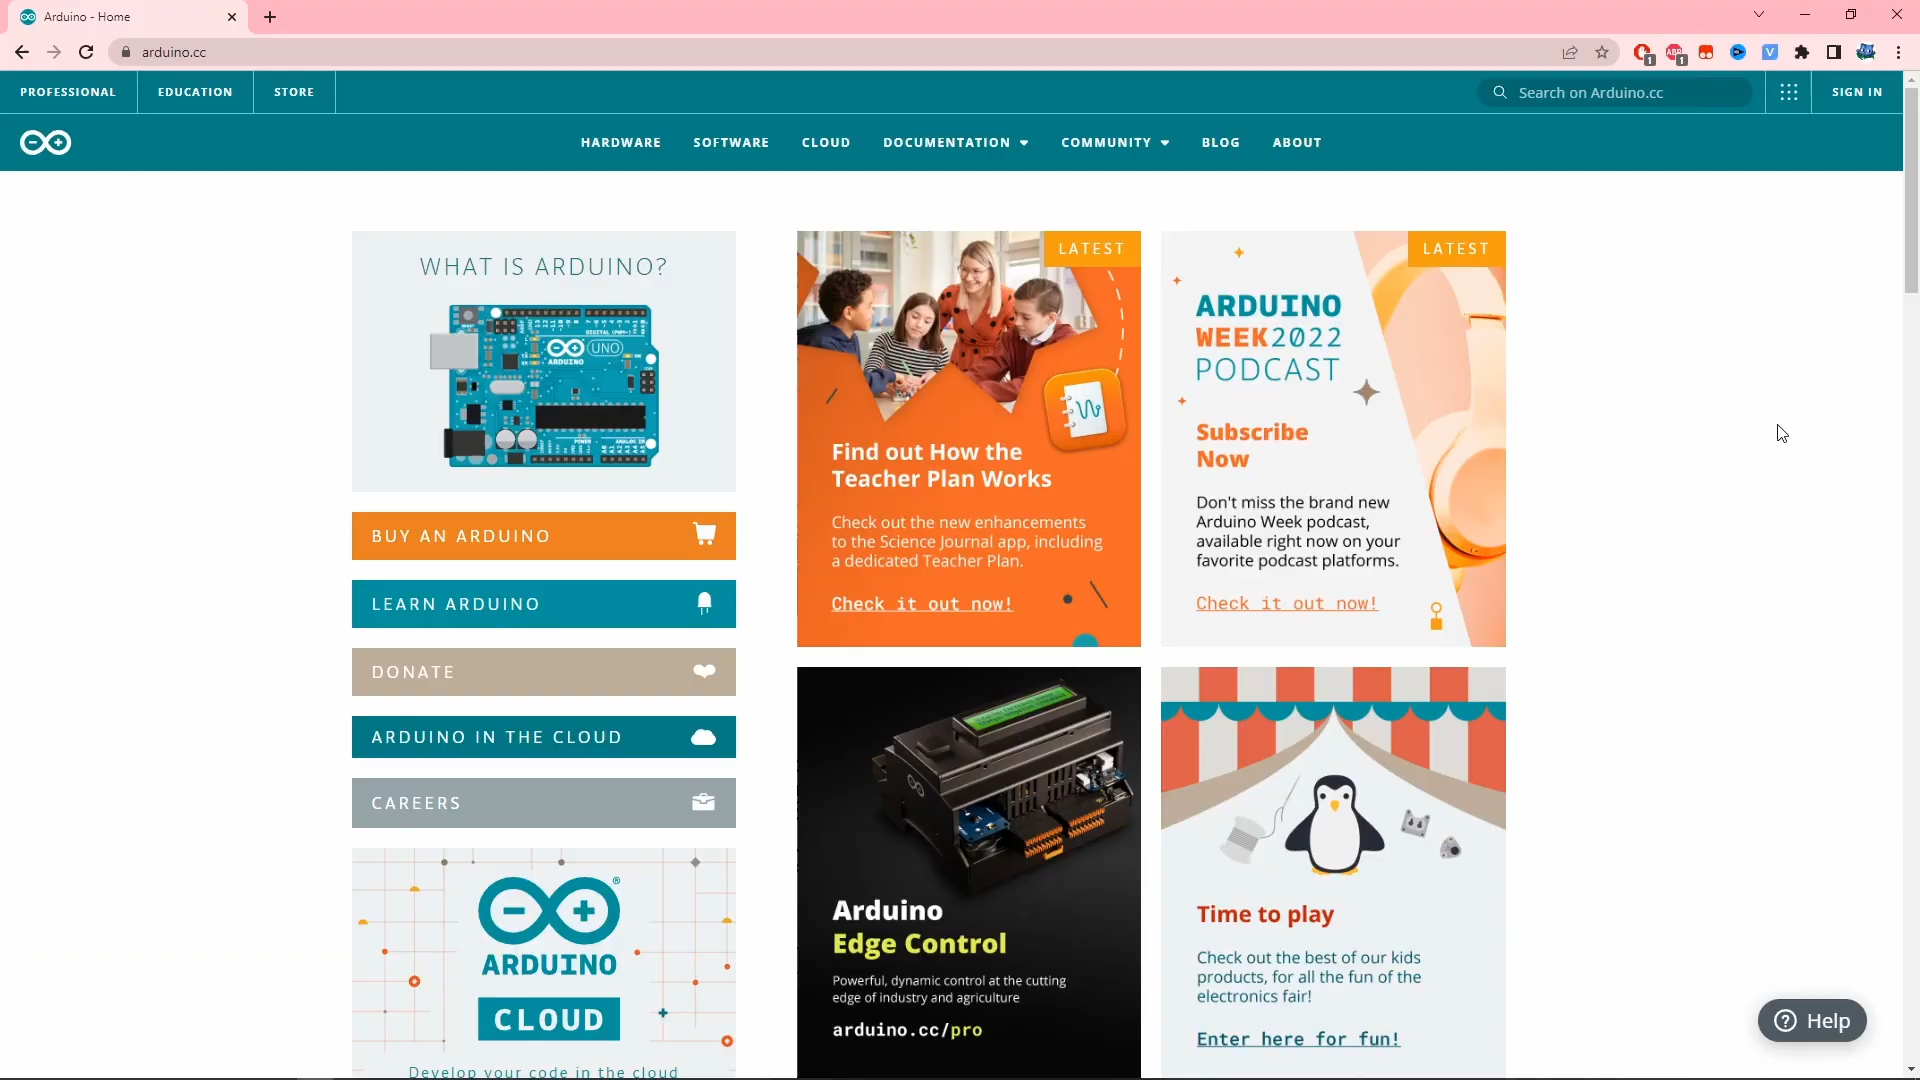 Arduino - Home
arduino.cc
1
1
PROFESSIONAL
EDUCATION
STORE
Search on Arduino.cc
SIGN IN
HARDWARE
SOFTWARE
CLOUD
DOCUMENTATION
COMMUNITY
BLOG
ABOUT
WHAT IS ARDUINO?
UNO
ARDUINO
BUY AN ARDUINO
LEARN ARDUINO
DONATE
ARDUINO IN THE CLOUD
CAREERS
ARDUINO
CLOUD
Develop your code in the cloud
LATEST
Find out How the
Teacher Plan Works
Check out the new enhancements
to the Science Journal app, including
a dedicated Teacher Plan.
Check it out now!
LATEST
ARDUINO
WEEK2022
PODCAST
Subscribe
Now
Don't miss the brand new
Arduino Week podcast,
available right now on your
favorite podcast platforms.
Check it out now!
Arduino
Edge Control
Powerful, dynamic control at the cutting
edge of industry and agriculture
arduino.cc/pro
Time to play
Check out the best of our kids
products, for all the fun of the
electronics fair!
Enter here for fun!
Help